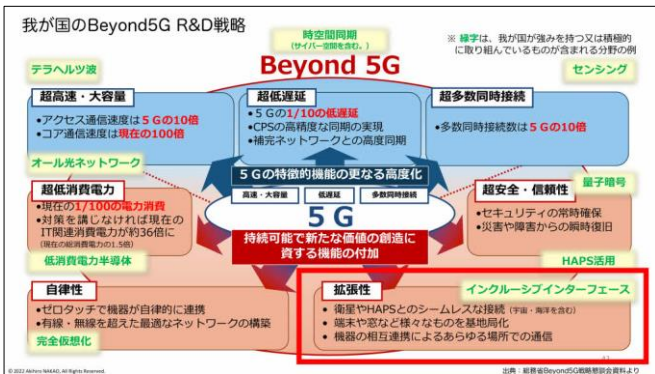 我が国のBeyond5G R&D戦略
時空間同期
(サイバー空間を含む。)
※ 緑字は、我が国が強みを持つ又は積極的
に取り組んでいるものが含まれる分野の例
テラヘルツ波
Beyond 5G
センシング
超高速・大容量
•アクセス通信速度は5Gの10倍
•コア通信速度は現在の100倍
超低遅延
•5Gの1/10の低遅延
•CPSの高精度な同期の実現
•補完ネットワークとの高度同期
超多数同時接続
•多数同時接続数は5Gの10倍
オール光ネットワーク
5Gの特徴的機能の更なる高度化
高速・大容量 低遅延 多数同時接続
5G
持続可能で新たな価値の創造に
資する機能の付加
超低消費電力
•現在の1/100の電力消費
•対策を講じなければ現在の
IT関連消費電力が約36倍に
(現在の総消費電力の1.5倍)
低消費電力半導体
量子暗号
超安全・信頼性
•セキュリティの常時確保
•災害や障害からの瞬時復旧
HAPS活用
自律性
•ゼロタッチで機器が自律的に連携
•有線・無線を超えた最適なネットワークの構築
完全仮想化
拡張性
インクルーシブインターフェース
•衛星やHAPSとのシームレスな接続(宇宙・海洋を含む)
•端末や窓など様々なものを基地局化
•機器の相互連携によるあらゆる場所での通信
© 2022 Akihiro NAKAO, All Rights Reserved.
出典：総務省Beyond5G戦略懇談会資料より